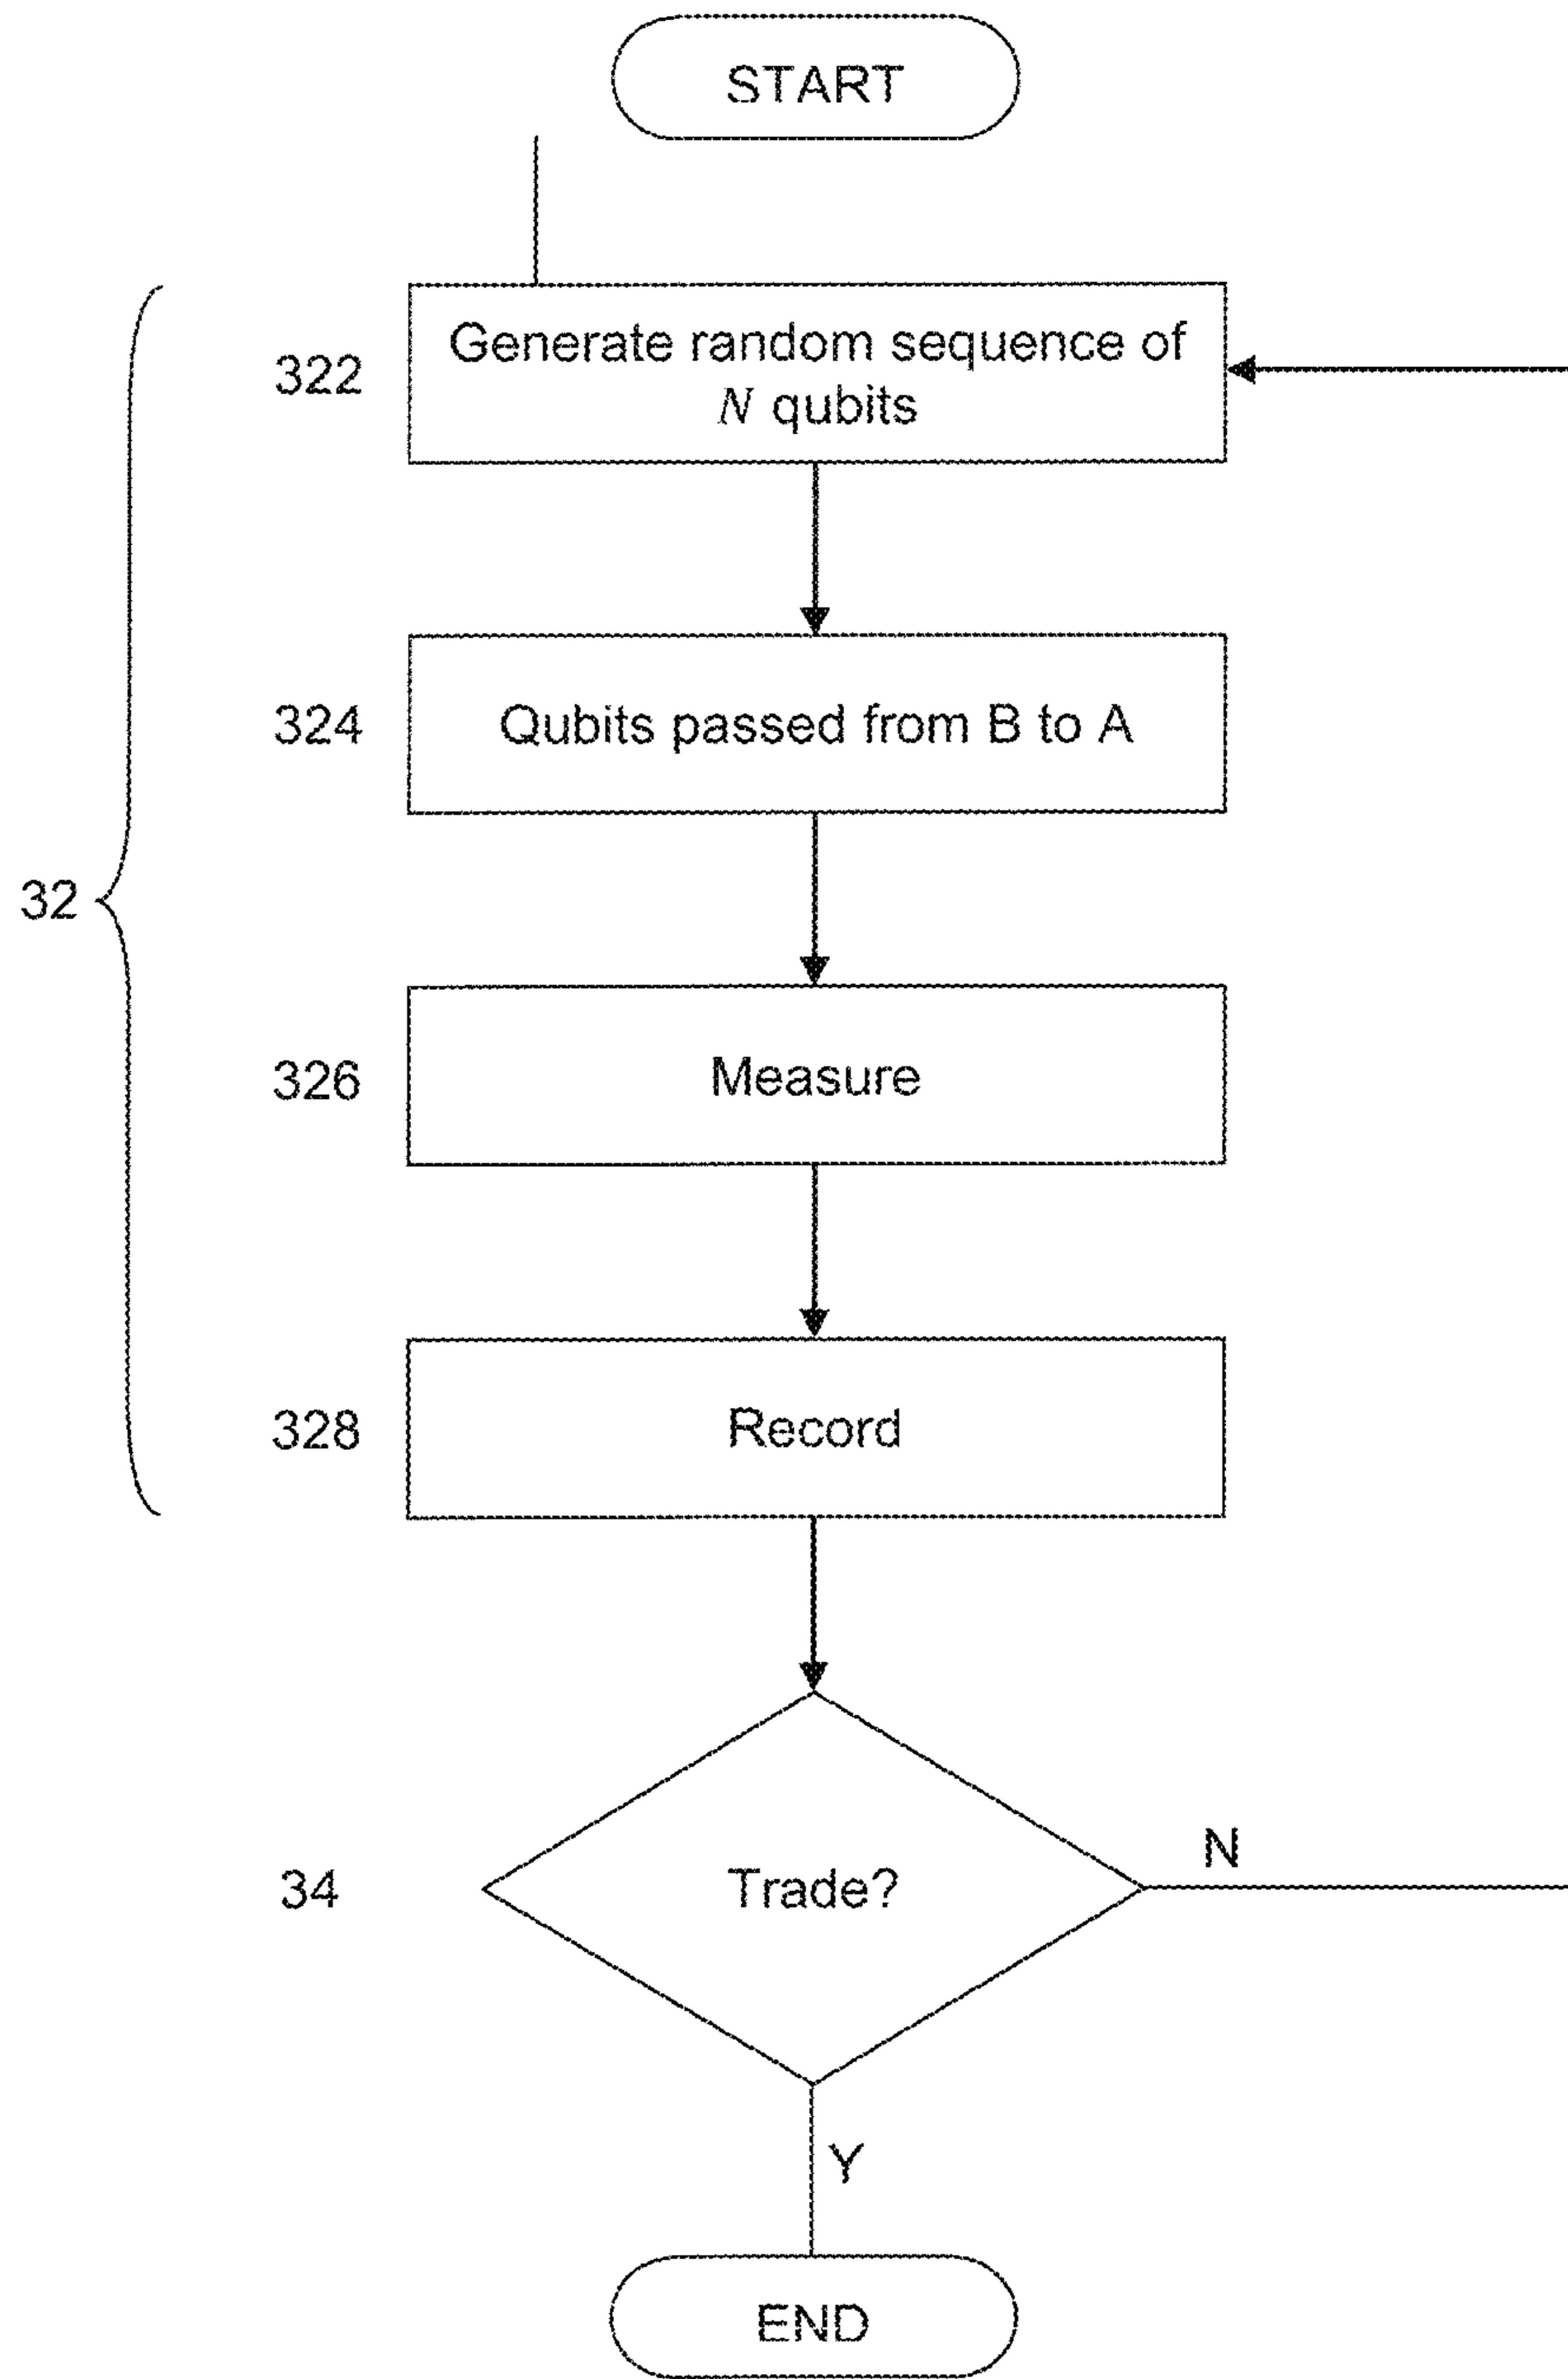 START
322
Generate random sequence of
N qubits
324
Qubits passed from B to A
32
326
Measure
328
Record
34
Trade?
N
Y
END